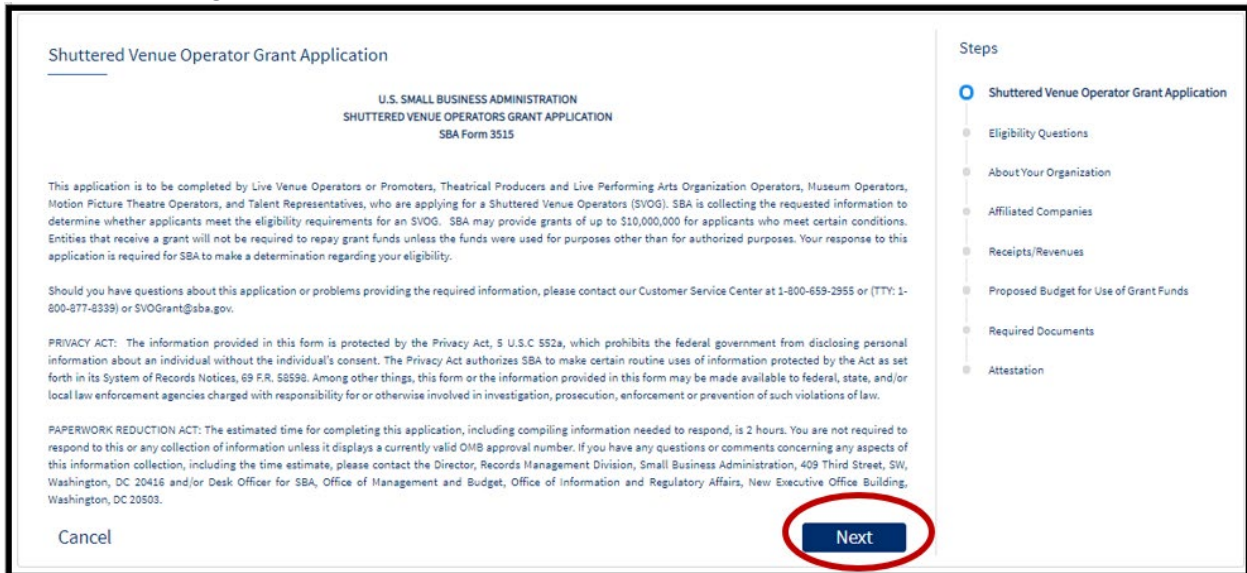 Shuttered Venue Operator Grant Application
U.S. SMALL BUSINESS ADMINISTRATION
SHUTTERED VENUE OPERATORS GRANT APPLICATION
SBA Form 3515
This application is to be completed by Live Venue Operators or Promoters, Theatrical Producers and Live Performing Arts Organization Operators, Museum Operators,
Motion Picture Theatre Operators, and Talent Representatives, who are applying for a Shuttered Venue Operators (SVOG). SBA is collecting the requested information to
determine whether applicants meet the eligibility requirements for an SVOG. SBA may provide grants of up to $10,000,000 for applicants who meet certain conditions.
Entities that receive a grant will not be required to repay grant funds unless the funds were used for purposes other than for authorized purposes. Your response to this
application is required for SBA to make a determination regarding your eligibility.
Should you have questions about this application or problems providing the required information, please contact our Customer Service Center at 1-800-659-2955 or (TTY: 1-
800-877-8339) or SVOGrant@sba.gov.
PRIVACY ACT: The information provided in this form is protected by the Privacy Act, 5 U.S.C 552a, which prohibits the federal government from disclosing personal
information about an individual without the individual's consent. The Privacy Act authorizes SBA to make certain routine uses of information protected by the Act as set
forth in its System of Records Notices, 69 F.R. 58598. Among other things, this form or the information provided in this form may be made available to federal, state, and/or
local law enforcement agencies charged with responsibility for or otherwise involved in investigation, prosecution, enforcement or prevention of such violations of law.
PAPERWORK REDUCTION ACT: The estimated time for completing this application, including compiling information needed to respond, is 2 hours. You are not required to
respond to this or any collection of information unless it displays a currently valid OMB approval number. If you have any questions or comments concerning any aspects of
this information collection, including the time estimate, please contact the Director, Records Management Division, Small Business Administration, 409 Third Street, SW,
Washington, DC 20416 and/or Desk Officer for SBA, Office of Management and Budget, Office of Information and Regulatory Affairs, New Executive Office Building,
Washington, DC 20503.
Cancel
Next
Steps
Shuttered Venue Operator Grant Application
Eligibility Questions
About Your Organization
Affiliated Companies
Receipts/Revenues
Proposed Budget for Use of Grant Funds
Required Documents
Attestation